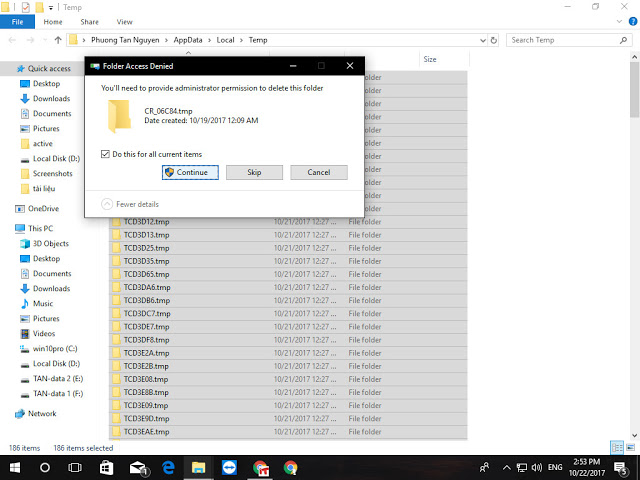 Temp
File
Home
Share
View
Phuong Tan Nguyen > AppData > Local > Temp
Search Temp
Size
Quick access
Desktop
Downloads
Documents
Pictures
active
Local Disk (D:)
Screenshots
tài liệu
OneDrive
This PC
3D Objects
Desktop
Documents
Downloads
Music
Pictures
Videos
win10pro (C:)
Local Disk (D:)
TAN-data 2 (E:)
TAN-data 1 (F:)
Network
Folder Access Denied
You'll need to provide administrator permission to delete this folder
CR_06C84.tmp
Date created: 10/19/2017 12:09 AM
Do this for all current items
Continue
Skip
Cancel
Fewer details
folder
folder
folder
folder
folder
folder
folder
folder
folder
folder
folder
TCD3D12.tmp 10/21/2017 12:27 ... File folder
TCD3D13.tmp 10/21/2017 12:27 ... File folder
TCD3D25.tmp 10/21/2017 12:27 ... File folder
TCD3D35.tmp 10/21/2017 12:27 ... File folder
TCD3D65.tmp 10/21/2017 12:27 ... File folder
TCD3DA6.tmp 10/21/2017 12:27 ... File folder
TCD3DB6.tmp 10/21/2017 12:27 ... File folder
TCD3DC7.tmp 10/21/2017 12:27 ... File folder
TCD3DE7.tmp 10/21/2017 12:27 ... File folder
TCD3DF8.tmp 10/21/2017 12:27 ... File folder
TCD3E2A.tmp 10/21/2017 12:27 ... File folder
TCD3E2B.tmp 10/21/2017 12:27 ... File folder
TCD3E08.tmp 10/21/2017 12:27 ... File folder
TCD3E8B.tmp 10/21/2017 12:27 ... File folder
TCD3E09.tmp 10/21/2017 12:27 ... File folder
TCD3E9D.tmp 10/21/2017 12:27 ... File folder
TCD3EAE.tmp 10/21/2017 12:27 ... File folder
186 items
186 items selected
ENG
2:53 PM
10/22/2017